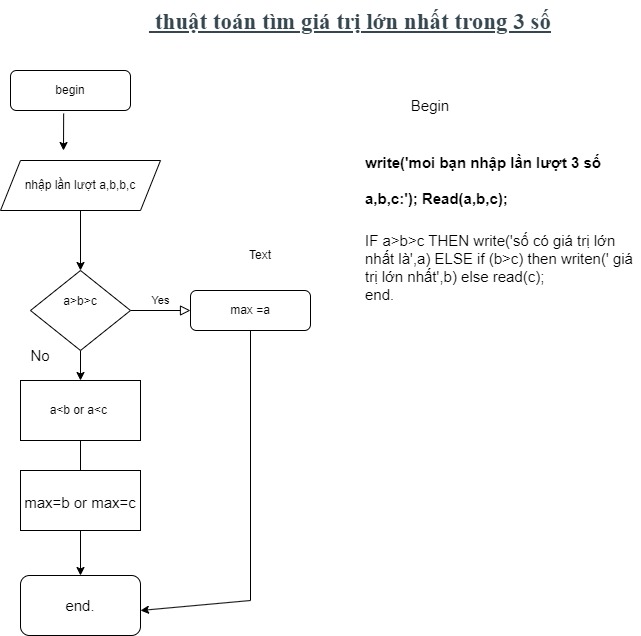 thuật toán tìm giá trị lớn nhất trong 3 số
begin
nhập lần lượt a,b,b,c
a>b>c
Yes
Text
max =a
No
a<b or a<c
max=b or max=c
end.
Begin
write('moi bạn nhập lần lượt 3 số
a,b,c:'); Read(a,b,c);
IF a>b>c THEN write('số có giá trị lớn
nhất là',a) ELSE if (b>c) then writen(' giá
trị lớn nhất',b) else read(c);
end.